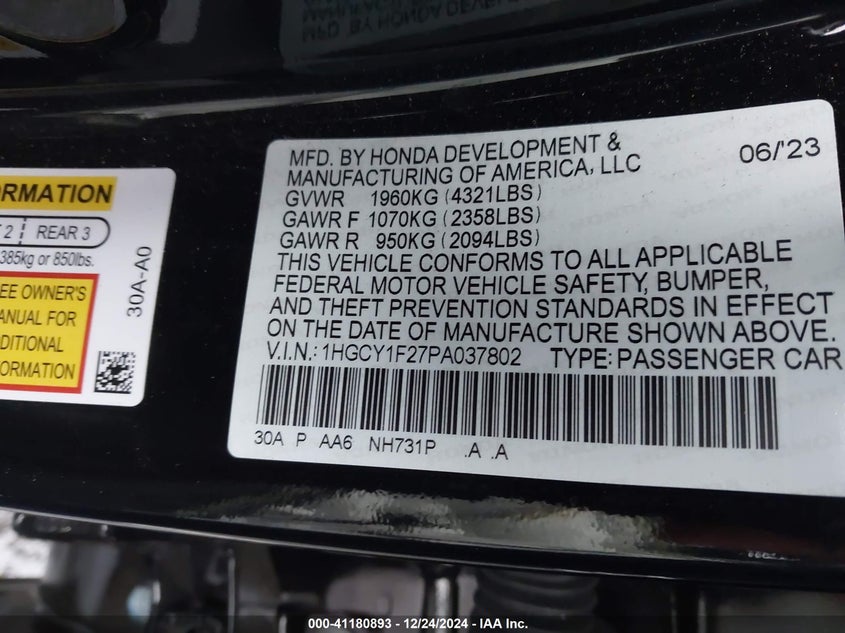 MFD. BY HONDA DEVELOPMENT &
MANUFACTURING OF AMERICA, LLC
06/'23
GVWR 1960KG (4321LBS)
GAWR F 1070KG (2358LBS)
GAWR R 950KG (2094LBS)
THIS VEHICLE CONFORMS TO ALL APPLICABLE
FEDERAL MOTOR VEHICLE SAFETY, BUMPER,
AND THEFT PREVENTION STANDARDS IN EFFECT
ON THE DATE OF MANUFACTURE SHOWN ABOVE.
V.I.N.: 1HGCY1F27PA037802 TYPE: PASSENGER CAR
30A P AA6 NH731P .A .A
ORMATION
2 REAR 3
385kg or 850lbs.
EE OWNER'S
ANUAL FOR
DITIONAL
FORMATION
30A-A0
000-41180893 – 12/24/2024 – IAA Inc.